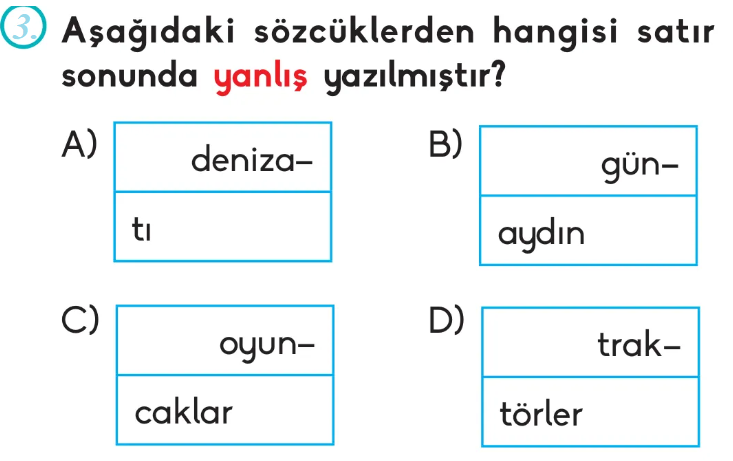 3. Aşağıdaki sözcüklerden hangisi satır
sonunda yanlış yazılmıştır?
A) deniza–
tı
B) gün–
aydın
C) oyun–
caklar
D) trak–
törler